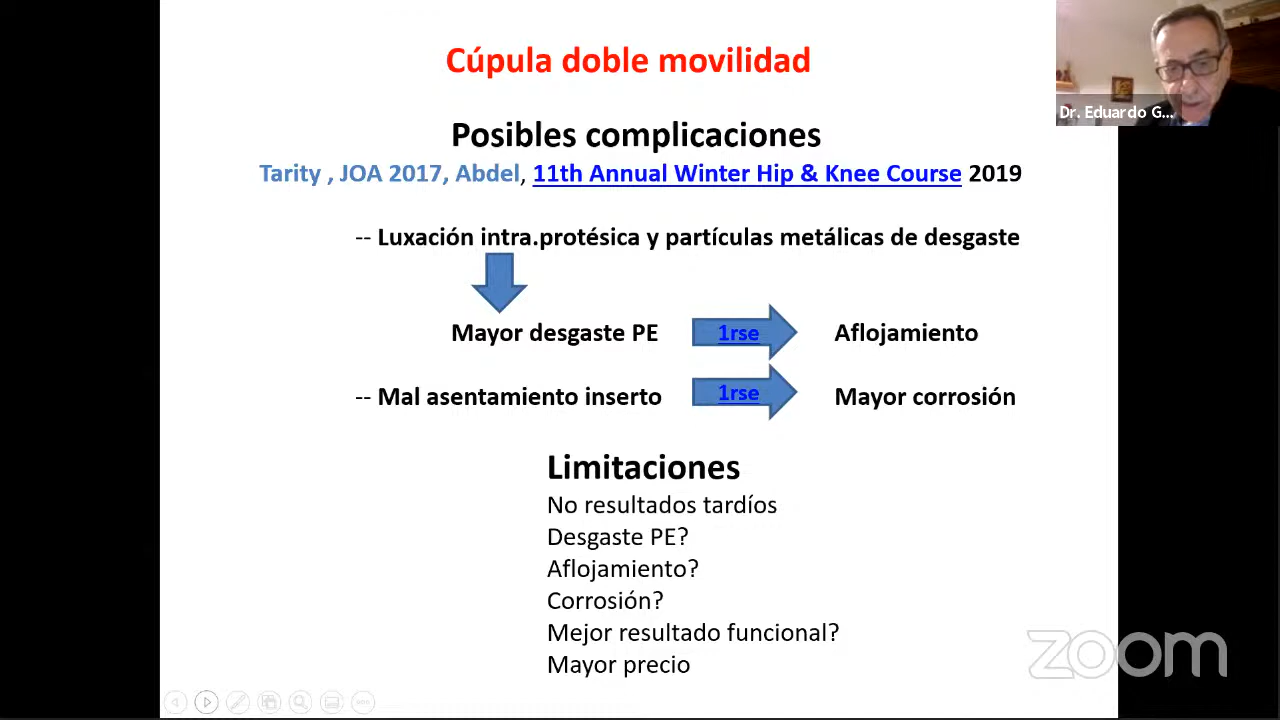 Cúpula doble movilidad
Dr. Eduardo G...
Posibles complicaciones
Tarity , JOA 2017, Abdel, 11th Annual Winter Hip & Knee Course 2019
-- Luxación intra.protésica y partículas metálicas de desgaste
Mayor desgaste PE 1rse Aflojamiento
-- Mal asentamiento inserto 1rse Mayor corrosión
Limitaciones
No resultados tardíos
Desgaste PE?
Aflojamiento?
Corrosión?
Mejor resultado funcional?
Mayor precio
zoom